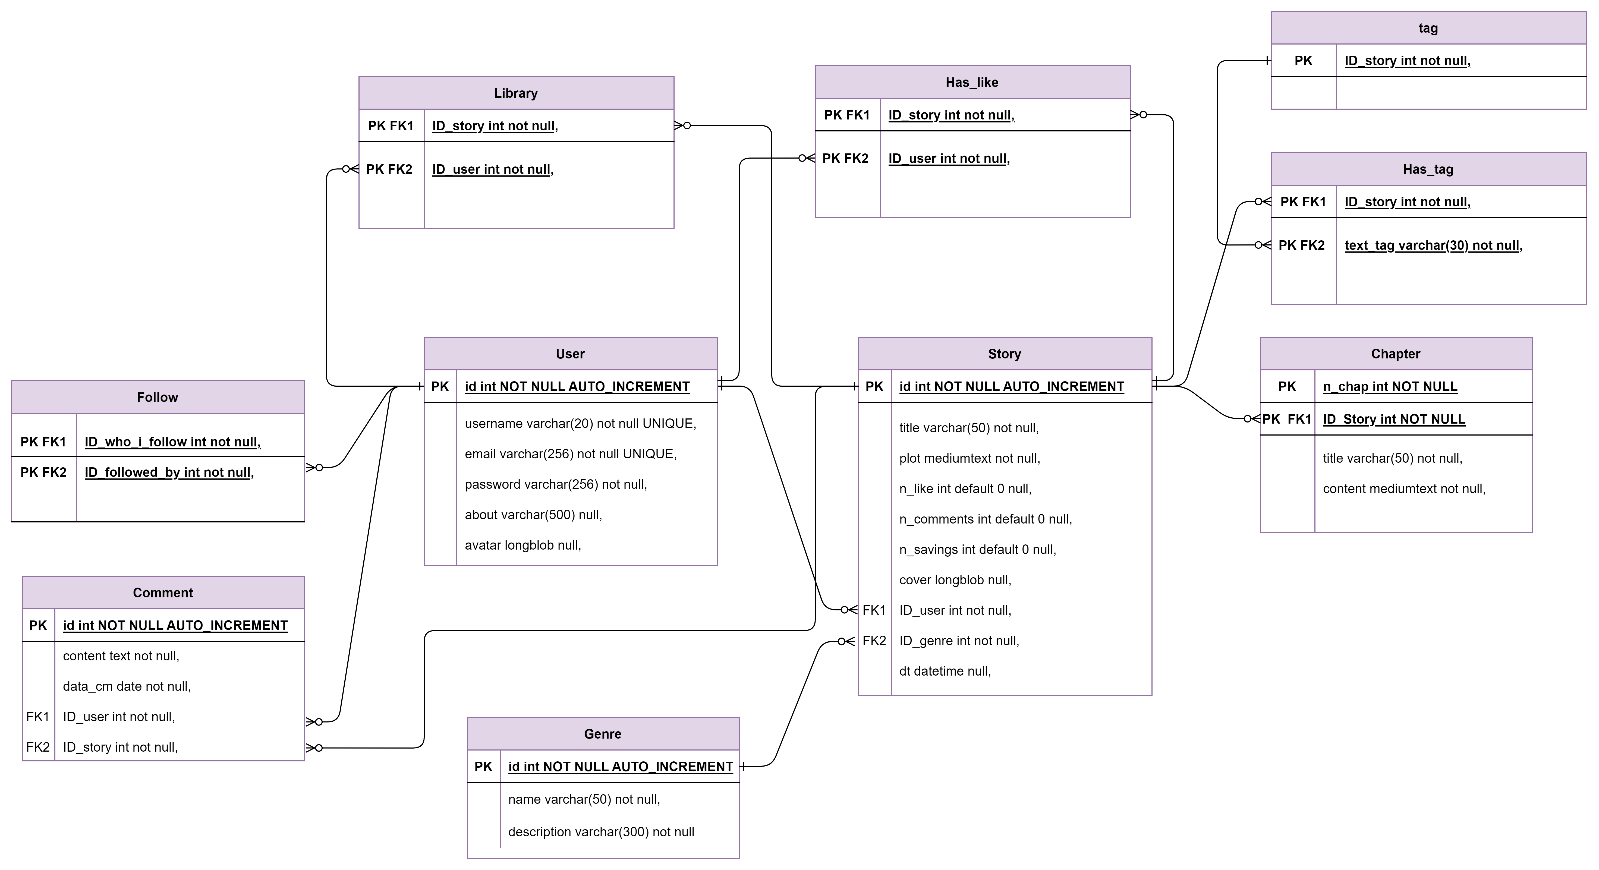 tag
PK ID_story int not null,
Library
PK FK1 ID_story int not null,
PK FK2 ID_user int not null,
Has_like
PK FK1 ID_story int not null,
PK FK2 ID_user int not null,
Has_tag
PK FK1 ID_story int not null,
PK FK2 text_tag varchar(30) not null,
User
PK id int NOT NULL AUTO_INCREMENT
username varchar(20) not null UNIQUE,
email varchar(256) not null UNIQUE,
password varchar(256) not null,
about varchar(500) null,
avatar longblob null,
Story
PK id int NOT NULL AUTO_INCREMENT
title varchar(50) not null,
plot mediumtext not null,
n_like int default 0 null,
n_comments int default 0 null,
n_savings int default 0 null,
cover longblob null,
FK1 ID_user int not null,
FK2 ID_genre int not null,
dt datetime null,
Chapter
PK n_chap int NOT NULL
PK FK1 ID_Story int NOT NULL
title varchar(50) not null,
content mediumtext not null,
Follow
PK FK1 ID_who_i_follow int not null,
PK FK2 ID_followed_by int not null,
Comment
PK id int NOT NULL AUTO_INCREMENT
content text not null,
data_cm date not null,
FK1 ID_user int not null,
FK2 ID_story int not null,
Genre
PK id int NOT NULL AUTO_INCREMENT
name varchar(50) not null,
description varchar(300) not null